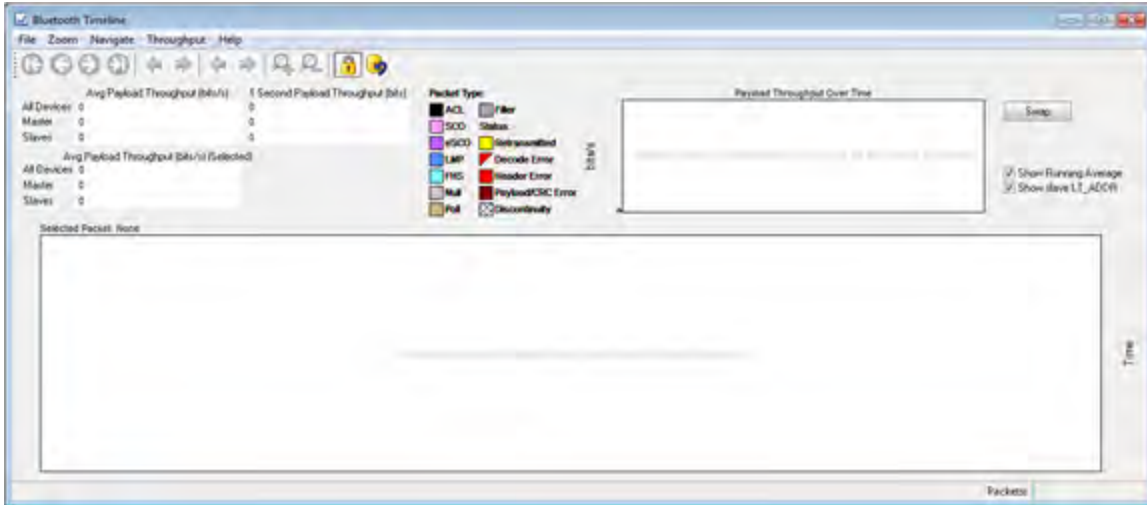 Bluetooth Timeline
File Zoom Navigate Throughput Help
Avg Payload Throughput (bits/s) 1 Second Payload Throughput (bits)
All Devices 0 0
Master 0 0
Slaves 0 0
Avg Payload Throughput (bits/s) (Selected)
All Devices 0
Master 0
Slaves 0
Packet Type
ACL Filler
SCO Status
eSCO Retransmitted
LMP Decode Error
FHS Header Error
Null Payload/CRC Error
Poll Discontinuity
Payload Throughput Over Time
bits/s
Swap
Show Running Average
Show slave LT_ADDR
Selected Packet: None
Time
Packets